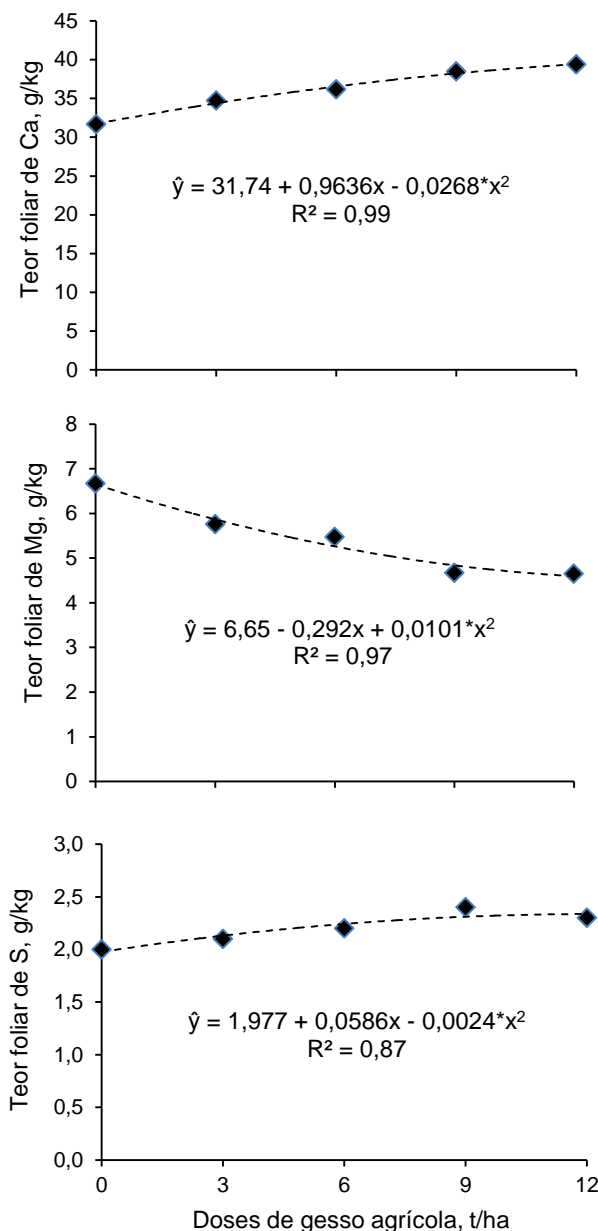 Teor foliar de Ca, g/kg
45
40
35
30
25
20
15
10
5
0
ŷ = 31,74 + 0,9636x - 0,0268*x²
R² = 0,99
Teor foliar de Mg, g/kg
8
7
6
5
4
3
2
1
0
ŷ = 6,65 - 0,292x + 0,0101*x²
R² = 0,97
Teor foliar de S, g/kg
3,0
2,5
2,0
1,5
1,0
0,5
0,0
ŷ = 1,977 + 0,0586x - 0,0024*x²
R² = 0,87
0 3 6 9 12
Doses de gesso agrícola, t/ha